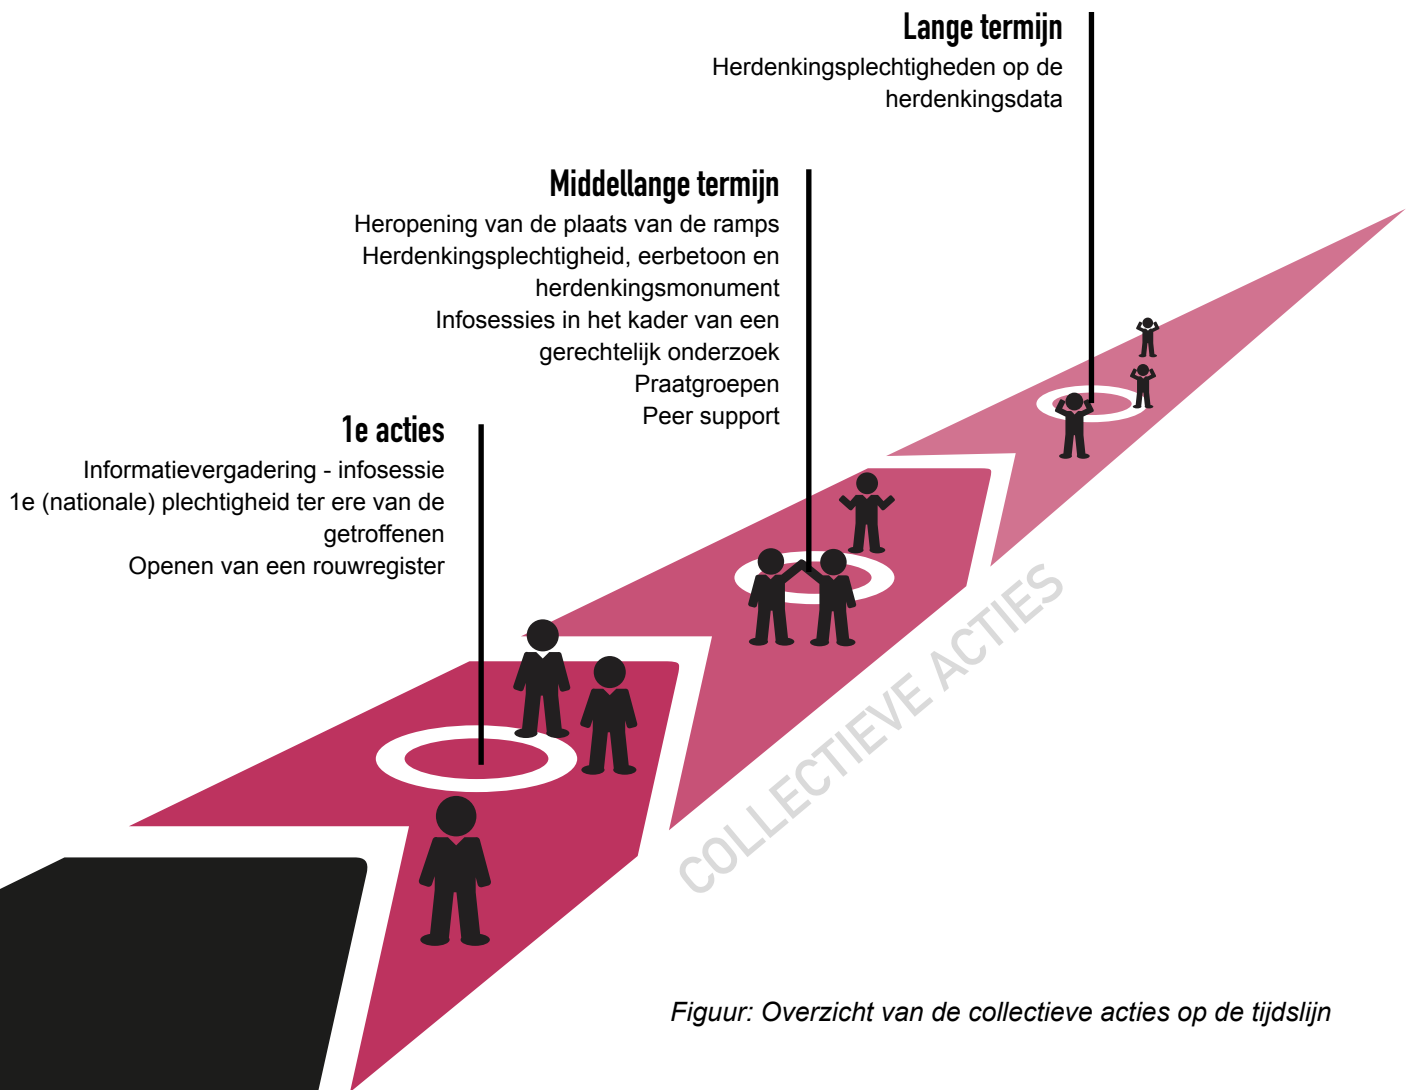 Lange termijn
Herdenkingsplechtigheden op de
herdenkingsdata
Middellange termijn
Heropening van de plaats van de ramps
Herdenkingsplechtigheid, eerbetoon en
herdenkingsmonument
Infosessies in het kader van een
gerechtelijk onderzoek
Praatgroepen
Peer support
1e acties
Informatievergadering - infosessie
1e (nationale) plechtigheid ter ere van de
getroffenen
Openen van een rouwregister
COLLECTIEVE ACTIES
Figuur: Overzicht van de collectieve acties op de tijdslijn